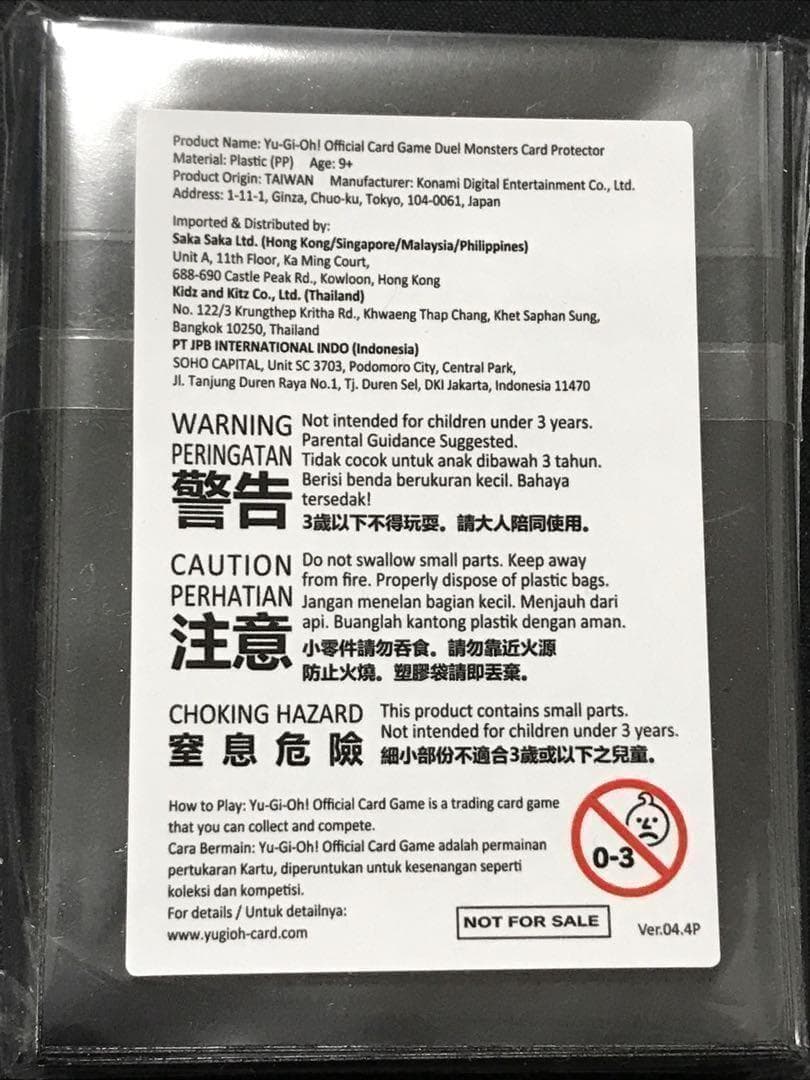 Product Name: Yu-Gi-Oh! Official Card Game Duel Monsters Card Protector
Material: Plastic (PP) Age: 9+
Product Origin: TAIWAN Manufacturer: Konami Digital Entertainment Co., Ltd.
Address: 1-11-1, Ginza, Chuo-ku, Tokyo, 104-0061, Japan
Imported & Distributed by:
Saka Saka Ltd. (Hong Kong/Singapore/Malaysia/Philippines)
Unit A, 11th Floor, Ka Ming Court,
688-690 Castle Peak Rd., Kowloon, Hong Kong
Kidz and Kitz Co., Ltd. (Thailand)
No. 122/3 Krungthep Kritha Rd., Khwaeng Thap Chang, Khet Saphan Sung,
Bangkok 10250, Thailand
PT JPB INTERNATIONAL INDO (Indonesia)
SOHO CAPITAL, Unit SC 3703, Podomoro City, Central Park,
Jl. Tanjung Duren Raya No.1, Tj. Duren Sel, DKI Jakarta, Indonesia 11470
WARNING
PERINGATAN
警告
Not intended for children under 3 years.
Parental Guidance Suggested.
Tidak cocok untuk anak dibawah 3 tahun.
Berisi benda berukuran kecil. Bahaya
tersedak!
3歲以下不得玩耍。請大人陪同使用。
CAUTION
PERHATIAN
注意
Do not swallow small parts. Keep away
from fire. Properly dispose of plastic bags.
Jangan menelan bagian kecil. Menjauh dari
api. Buanglah kantong plastik dengan aman.
小零件請勿吞食。請勿靠近火源
防止火燒。塑膠袋請即丟棄。
CHOKING HAZARD
窒息危險
This product contains small parts.
Not intended for children under 3 years.
細小部份不適合3歲或以下之兒童。
How to Play: Yu-Gi-Oh! Official Card Game is a trading card game
that you can collect and compete.
Cara Bermain: Yu-Gi-Oh! Official Card Game adalah permainan
pertukaran Kartu, diperuntukan untuk kesenangan seperti
koleksi dan kompetisi.
For details / Untuk detailnya:
www.yugioh-card.com
0-3
NOT FOR SALE
Ver.04.4P